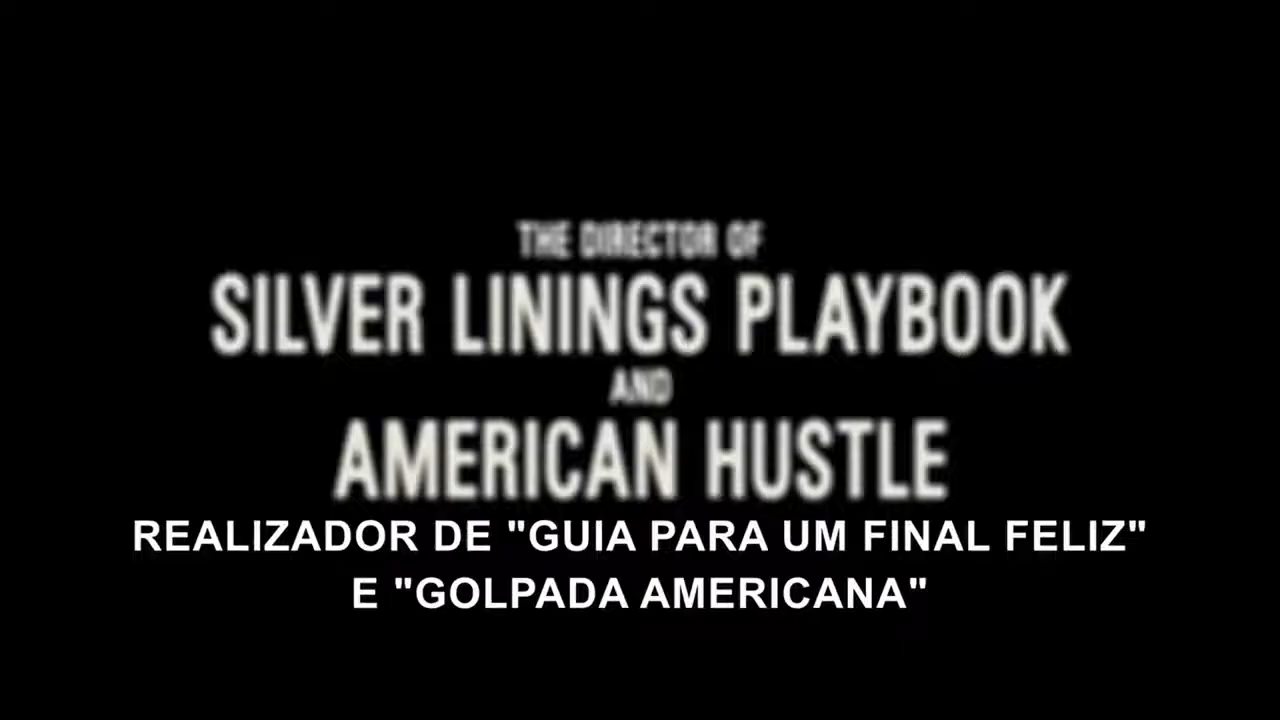 THE DIRECTOR OF
SILVER LININGS PLAYBOOK
AND
AMERICAN HUSTLE
REALIZADOR DE "GUIA PARA UM FINAL FELIZ"
E "GOLPADA AMERICANA"